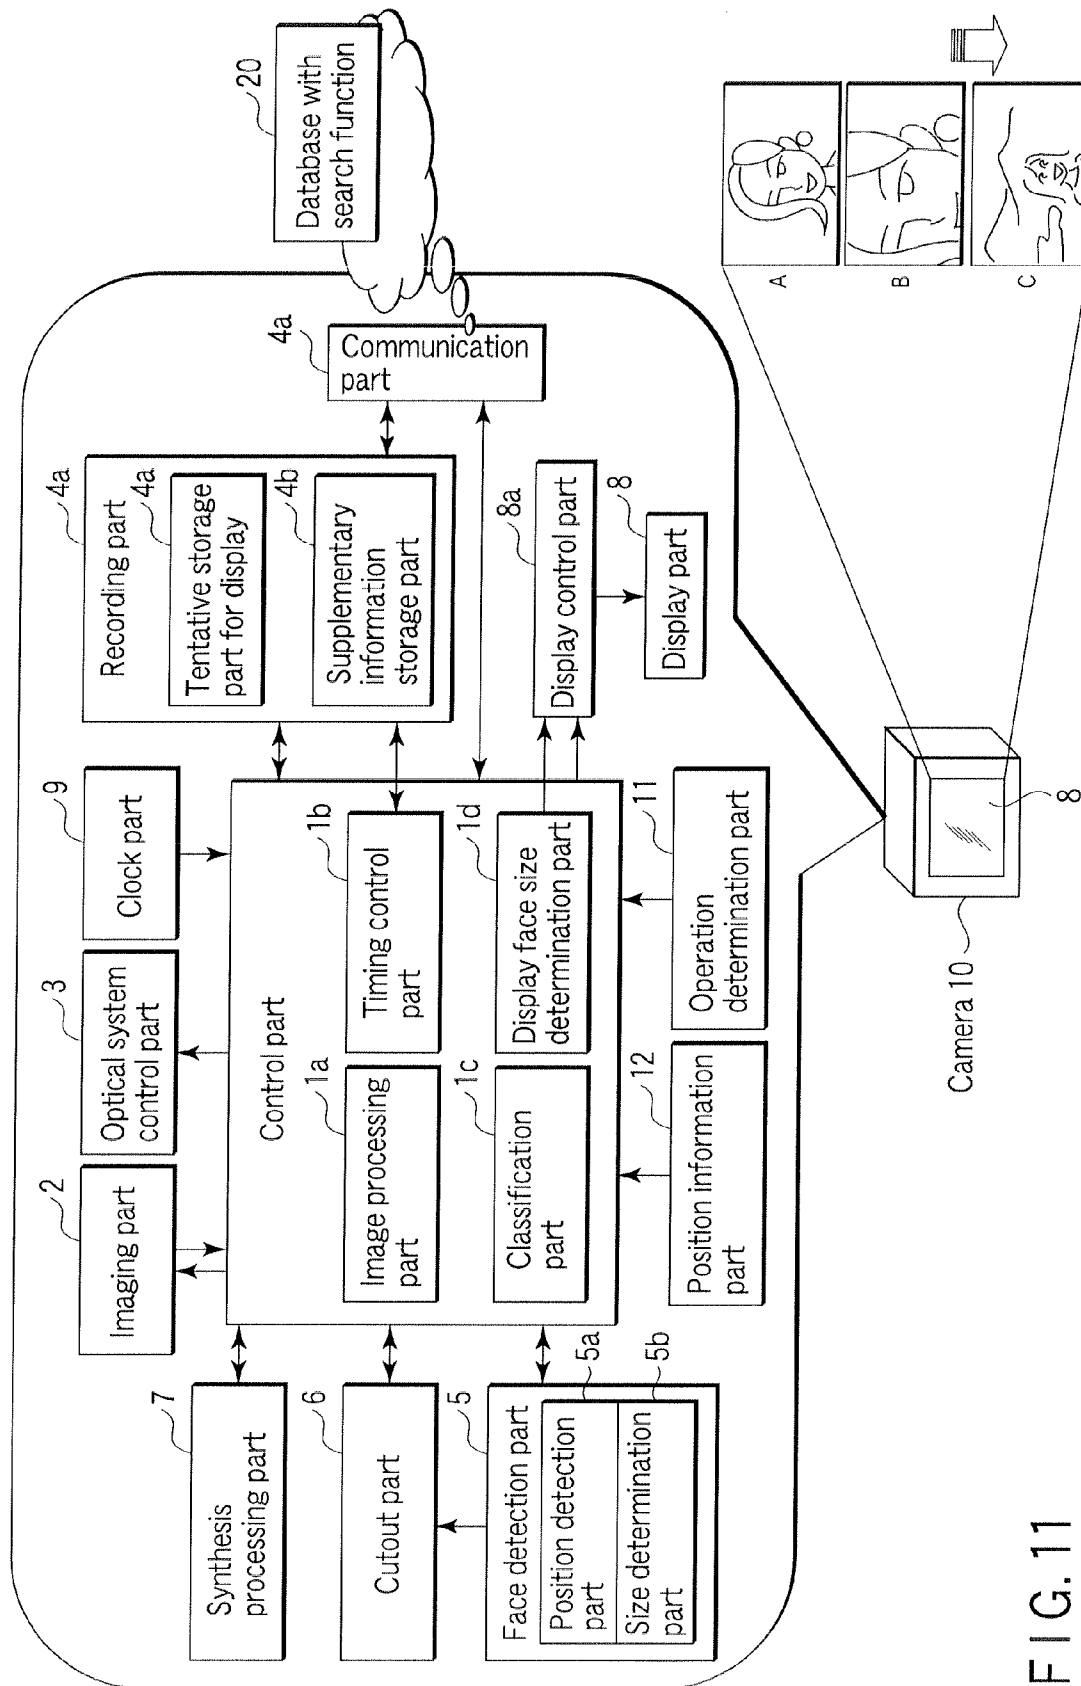 20
Database with
search function
4a
Communication
part
4a
Recording part
4a
Tentative storage
part for display
4b
Supplementary
information
storage part
8a
Display control part
8
Display part
9
Clock part
3
Optical system
control part
2
Imaging part
Control part
1a
Image processing
part
1b
Timing control
part
1c
Classification
part
1d
Display face size
determination part
7
Synthesis
processing part
6
Cutout part
5
Face detection part
5a
Position detection
part
5b
Size determination
part
12
Position information
part
11
Operation
determination part
Camera 10
8
A
B
C
FIG. 11